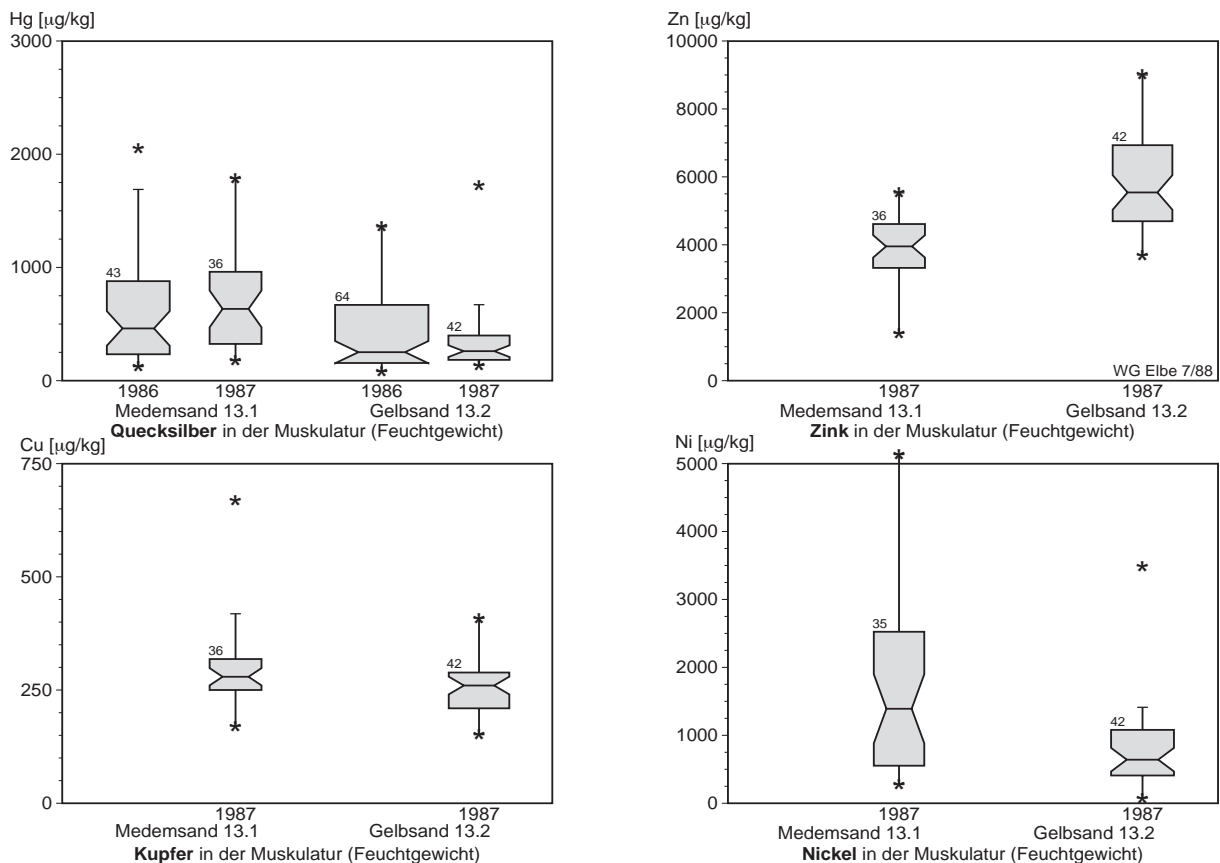 Hg [µg/kg]
3000
2000
1000
0
43
36
64
42
1986 1987 1986 1987
Medemsand 13.1 Gelbsand 13.2
Quecksilber in der Muskulatur (Feuchtgewicht)
Zn [µg/kg]
10000
8000
6000
4000
2000
0
36
42
WG Elbe 7/88
1987 1987
Medemsand 13.1 Gelbsand 13.2
Zink in der Muskulatur (Feuchtgewicht)
Cu [µg/kg]
750
500
250
0
36
42
1987 1987
Medemsand 13.1 Gelbsand 13.2
Kupfer in der Muskulatur (Feuchtgewicht)
Ni [µg/kg]
5000
4000
3000
2000
1000
0
35
42
1987 1987
Medemsand 13.1 Gelbsand 13.2
Nickel in der Muskulatur (Feuchtgewicht)